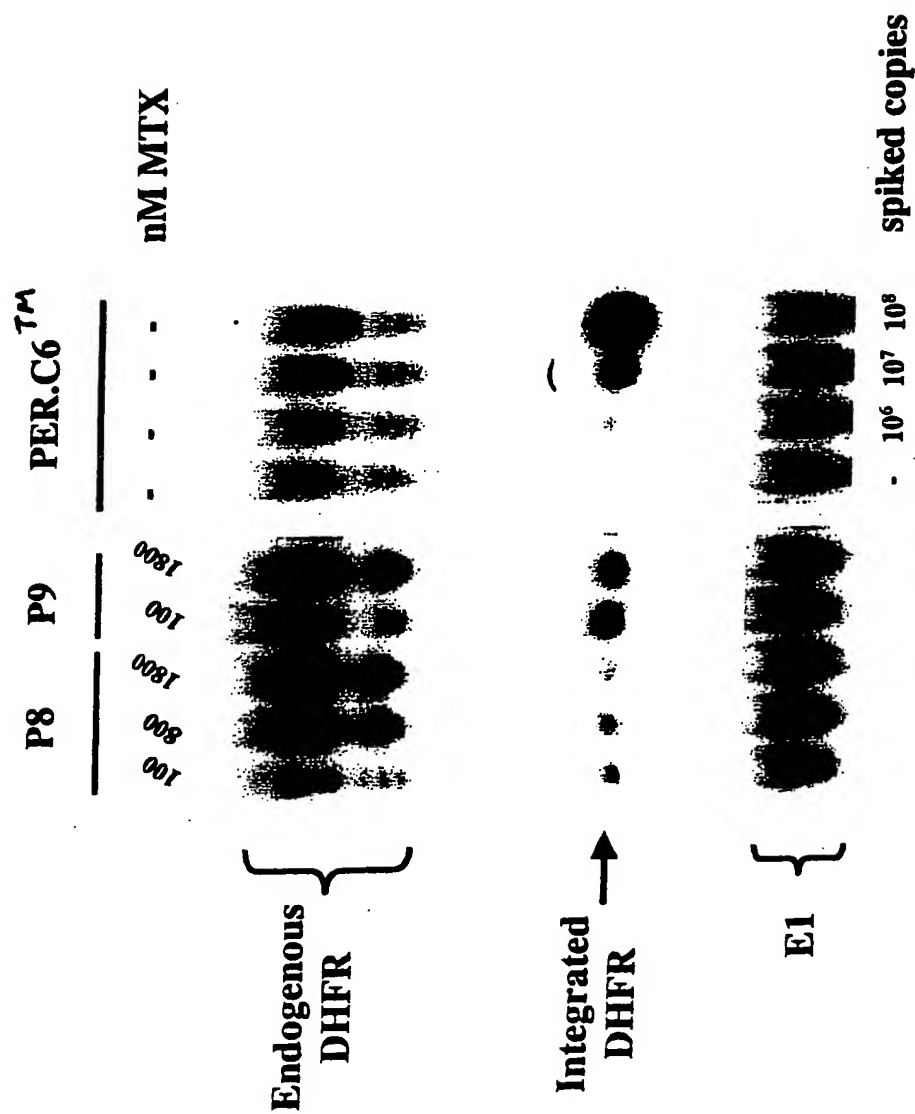 P8 P9 PER.C6TM
100 800 1800 100 1800 - - - - nM MTX
Endogenous
DHFR
Integrated
DHFR
E1
- 10⁶ 10⁷ 10⁸ spiked copies